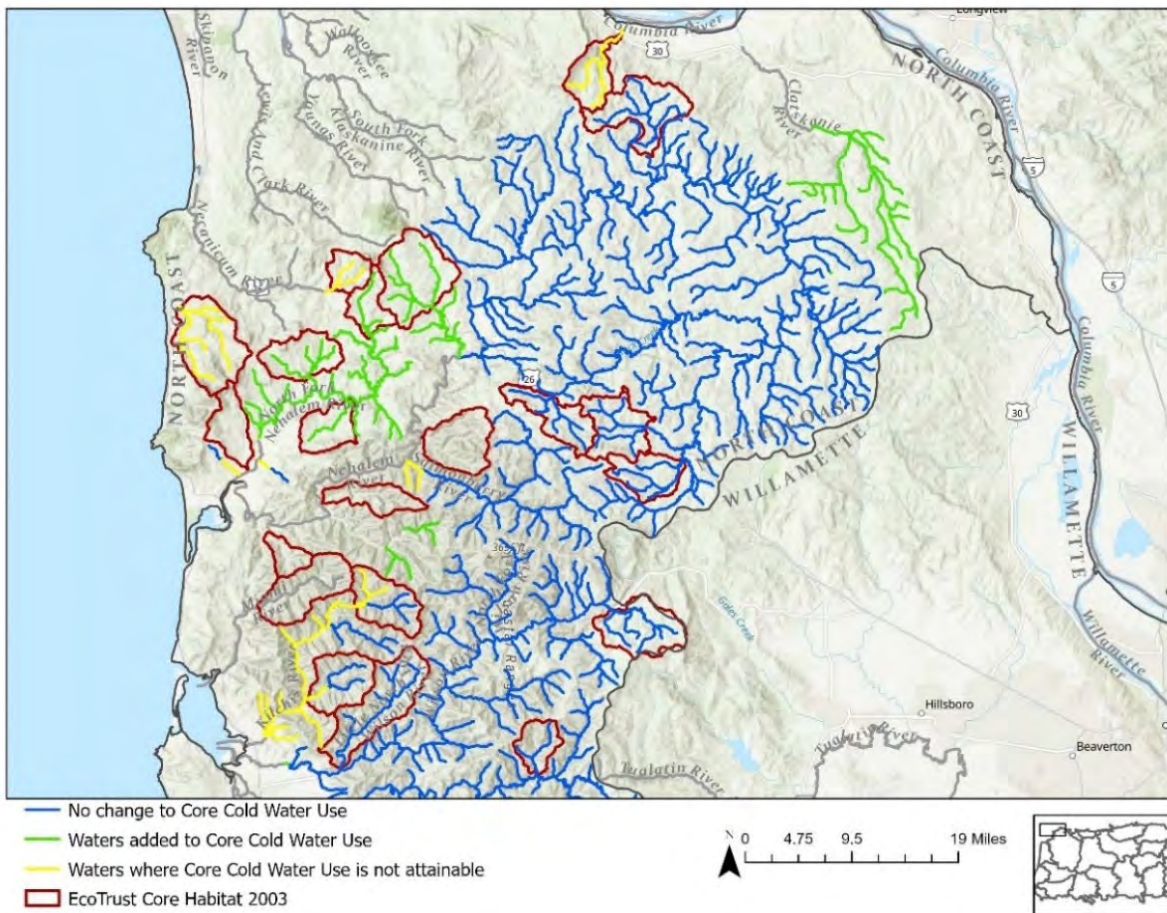 Longview
Columbia River
30
Skipanon
River
Walluskee
River
NORTH COAST
Columbia
River
Clatskanie
River
Lewis And Clark River
Youngs River
South Fork
Klaskanine
River
5
Necanicum River
NORTH COAST
5
Columbia River
26
North Fork
Nehalem River
30
NORTH COAST
WILLAMETTE
Nehalem
River
Salmonberry
River
WILLAMETTE
Miami
River
Gales Creek
Willamette
River
Kilchis River
Wilson River
Hillsboro
Tualatin River
Beaverton
Tualatin River
No change to Core Cold Water Use
Waters added to Core Cold Water Use
Waters where Core Cold Water Use is not attainable
EcoTrust Core Habitat 2003
N
0 4.75 9.5 19 Miles